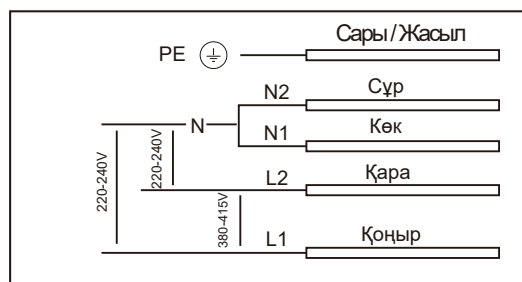 Сары / Жасыл
PE
N2 Сұр
N
N1 Көк
220-240V
220-240V
L2 Қара
380-415V
L1 Қоңыр